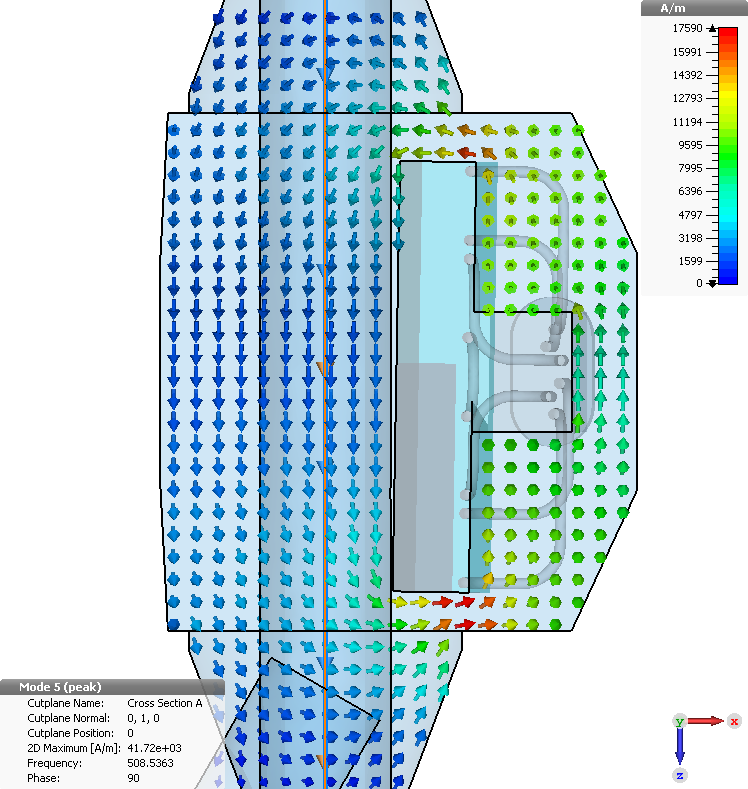 A/m
17590
15991
14392
12793
11194
9595
7995
6396
4797
3198
1599
0
Mode 5 (peak)
Cutplane Name: Cross Section A
Cutplane Normal: 0, 1, 0
Cutplane Position: 0
2D Maximum [A/m]: 41.72e+03
Frequency: 508.5363
Phase: 90
y x
z